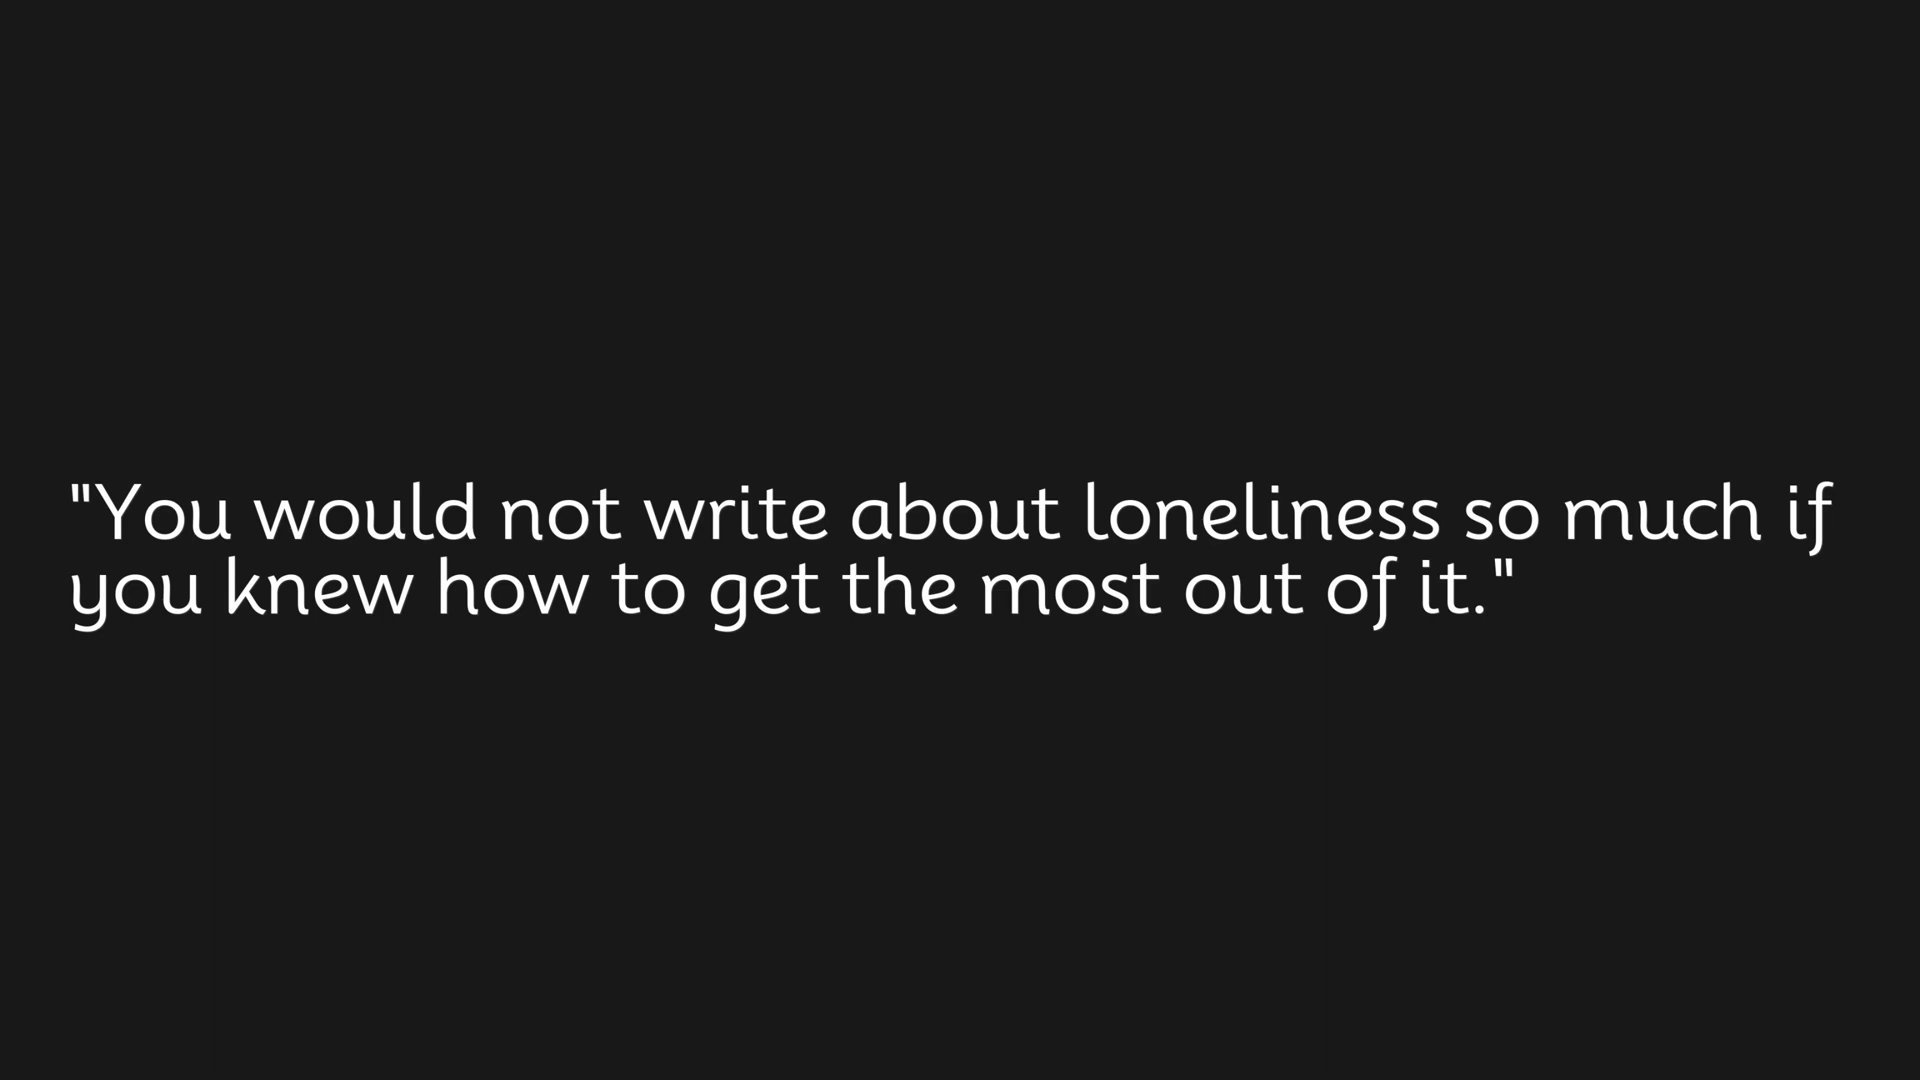 "You would not write about loneliness so much if
you knew how to get the most out of it."